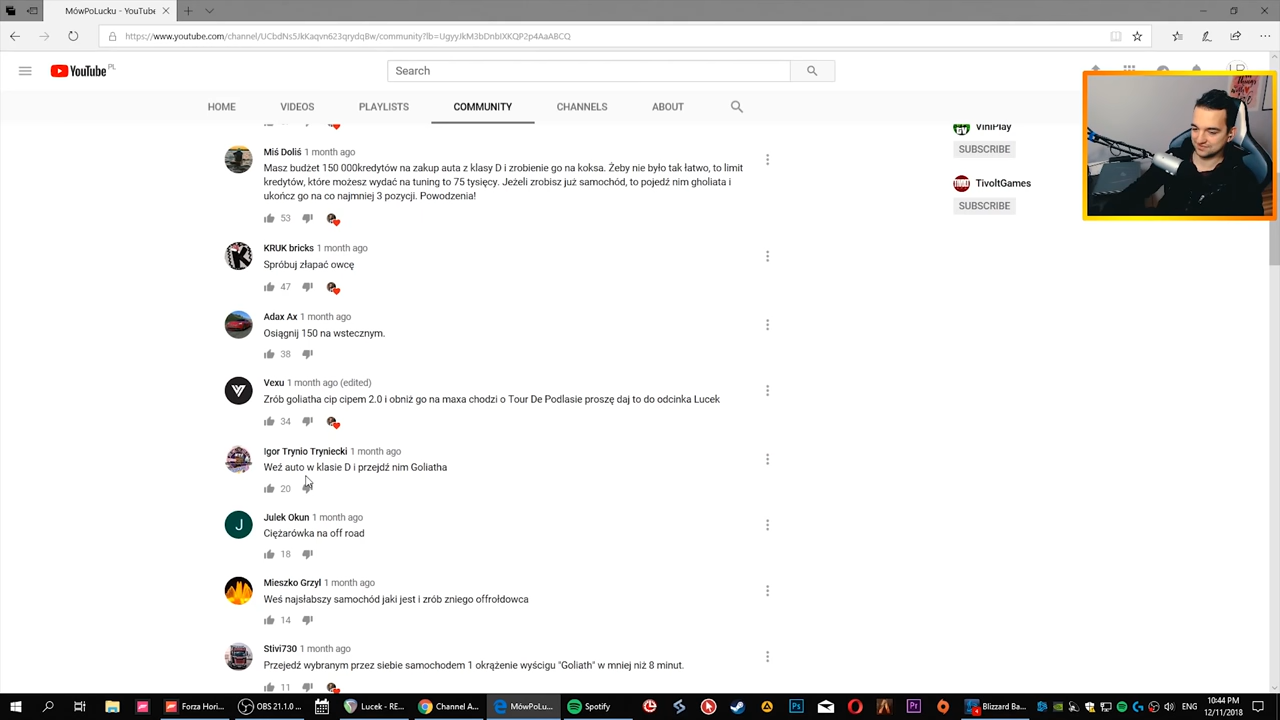 MówPoLucku - YouTube
https://www.youtube.com/channel/UCbdNs5JkKaqvn623qrydqBw/community?lb=UgyyJkM3bDnbIXKQP2p4AaA8CQ
YouTube PL
Search
HOME VIDEOS PLAYLISTS COMMUNITY CHANNELS ABOUT
ViniPlay
SUBSCRIBE
TivoltGames
SUBSCRIBE
Miś Doliś 1 month ago
Masz budżet 150 000kredytów na zakup auta z klasy D i zrobienie go na koksa. Żeby nie było tak łatwo, to limit
kredytów, które możesz wydać na tuning to 75 tysięcy. Jeżeli zrobisz już samochód, to pojedź nim gholiata i
ukończ go na co najmniej 3 pozycji. Powodzenia!
53
KRUK bricks 1 month ago
Spróbuj złapać owcę
47
Adax Ax 1 month ago
Osiągnij 150 na wstecznym.
38
Vexu 1 month ago (edited)
Zrób goliatha cip cipem 2.0 i obniż go na maxa chodzi o Tour De Podlasie proszę daj to do odcinka Lucek
34
Igor Trynio Tryniecki 1 month ago
Weź auto w klasie D i przejdź nim Goliatha
20
J
Julek Okun 1 month ago
Ciężarówka na off road
18
Mieszko Grzyl 1 month ago
Weś najsłabszy samochód jaki jest i zrób zniego offrołdowca
14
Stivi730 1 month ago
Przejedź wybranym przez siebie samochodem 1 okrążenie wyścigu "Goliath" w mniej niż 8 minut.
11
Forza Hori... OBS 21.1.0 ... Lucek - RE... Channel A... MówPoLu... Spotify Blizzard Ba... ENG
10:44 PM
12/11/2018